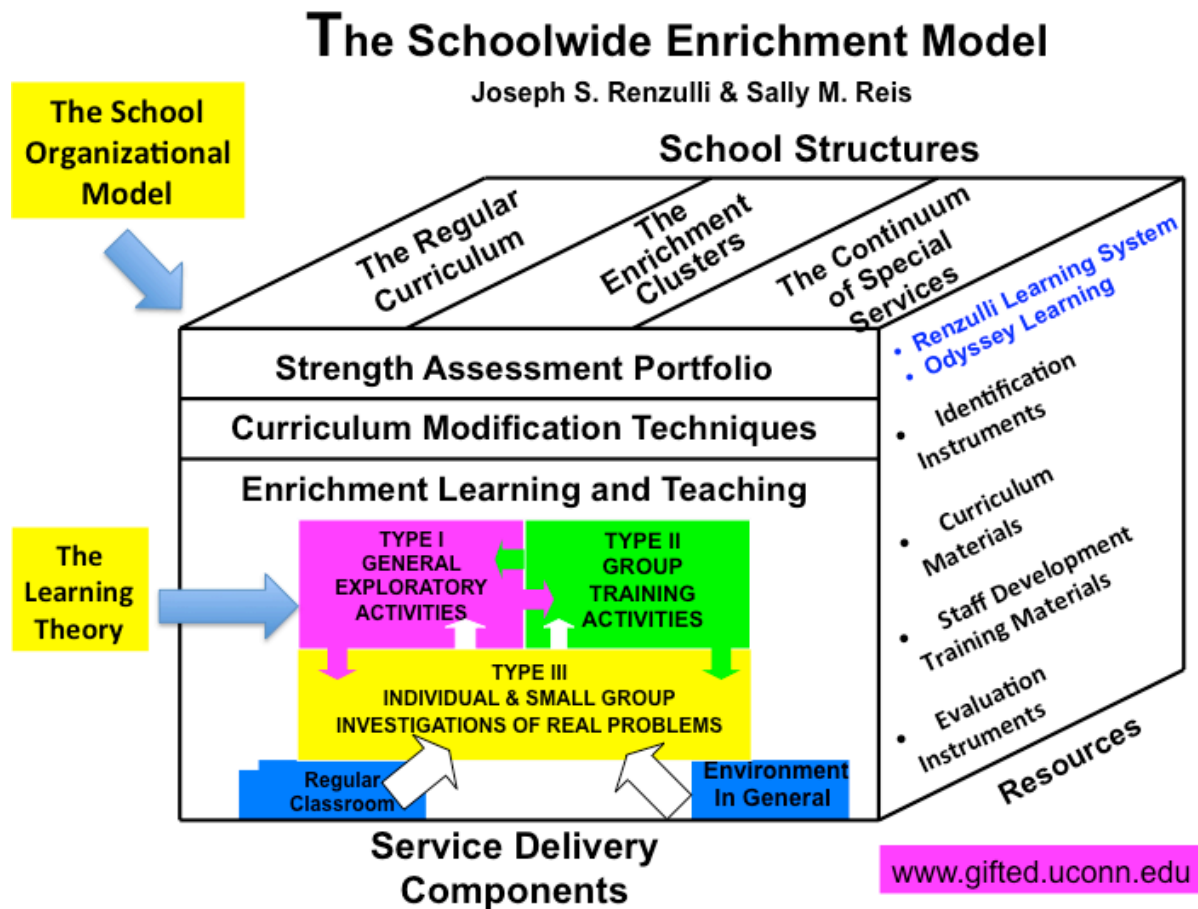 The Schoolwide Enrichment Model
Joseph S. Renzulli & Sally M. Reis
The School
Organizational
Model
School Structures
The Regular
Curriculum
The
Enrichment
Clusters
The Continuum
of Special
Services
• Renzulli Learning System
• Odyssey Learning
• Identification
Instruments
• Curriculum
Materials
• Staff Development
Training Materials
• Evaluation
Instruments
Resources
Strength Assessment Portfolio
Curriculum Modification Techniques
Enrichment Learning and Teaching
The
Learning
Theory
TYPE I
GENERAL
EXPLORATORY
ACTIVITIES
TYPE II
GROUP
TRAINING
ACTIVITIES
TYPE III
INDIVIDUAL & SMALL GROUP
INVESTIGATIONS OF REAL PROBLEMS
Regular
Classroom
Environment
In General
Service Delivery
Components
www.gifted.uconn.edu